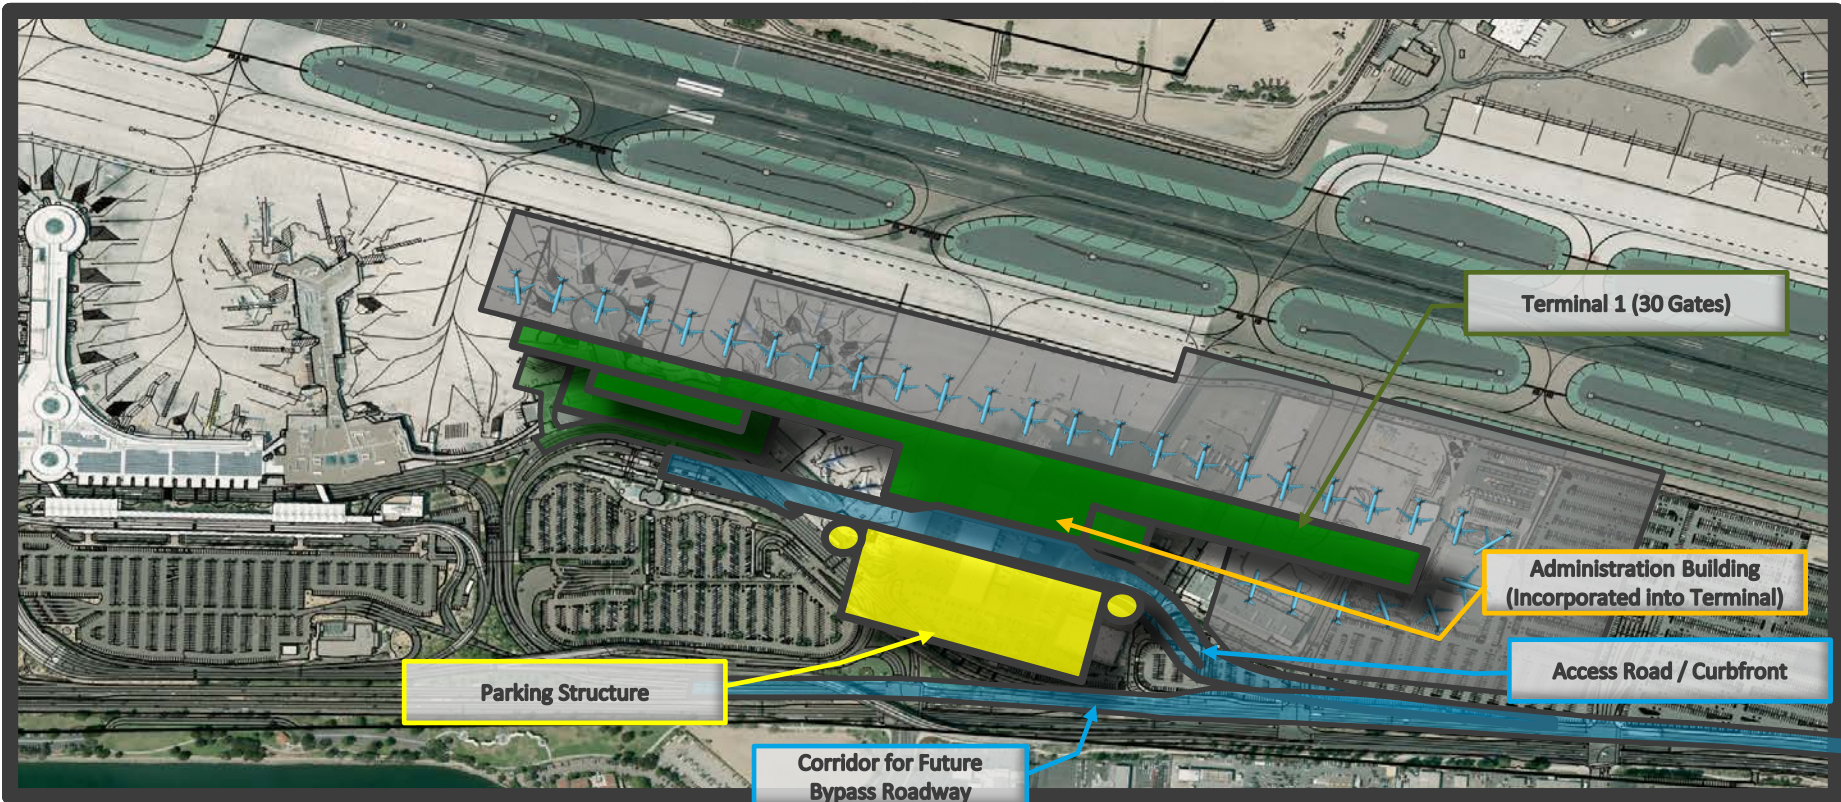 Terminal 1 (30 Gates)
Administration Building
(Incorporated into Terminal)
Access Road / Curbfront
Parking Structure
Corridor for Future
Bypass Roadway